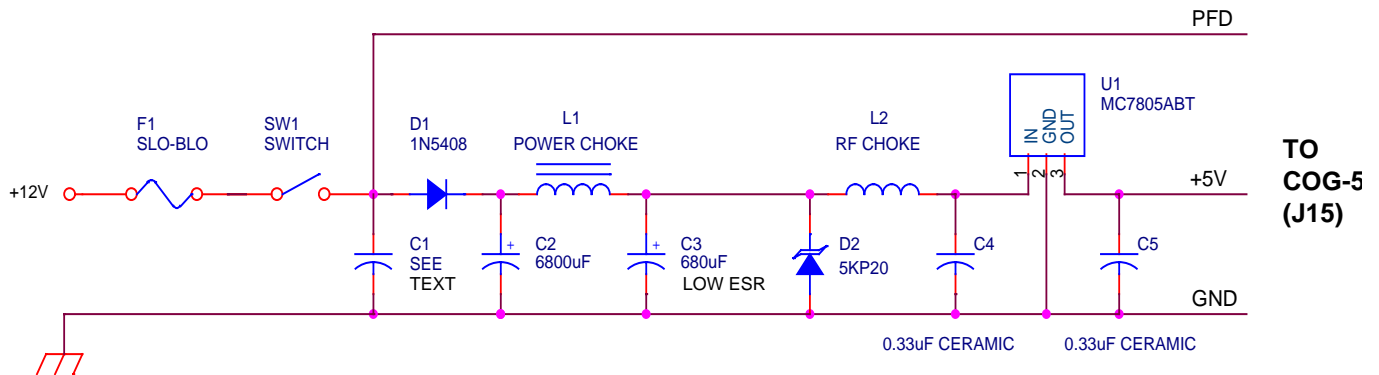 PFD
U1
MC7805ABT
F1
SLO-BLO
SW1
SWITCH
D1
1N5408
L1
POWER CHOKE
L2
RF CHOKE
IN
GND
OUT
1
2
3
+12V
+5V
TO
COG-5
(J15)
C1
SEE
TEXT
+
C2
6800uF
+
C3
680uF
LOW ESR
D2
5KP20
C4
C5
GND
0.33uF CERAMIC
0.33uF CERAMIC